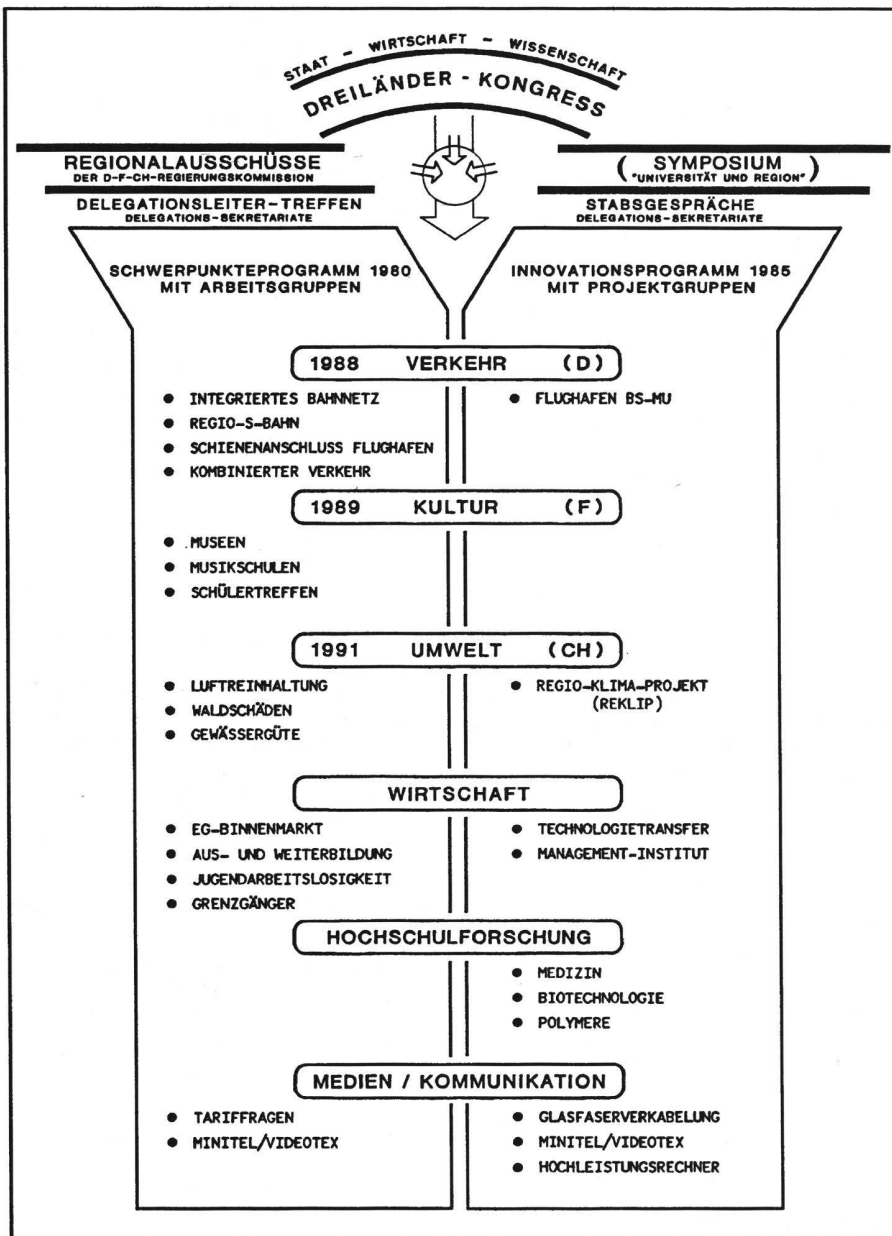 STAAT - WIRTSCHAFT - WISSENSCHAFT
DREILÄNDER - KONGRESS
REGIONALAUSSCHÜSSE
DER D-F-CH-REGIERUNGSKOMMISSION
DELEGATIONSLEITER-TREFFEN
DELEGATIONS-SEKRETARIATE
( SYMPOSIUM )
"UNIVERSITÄT UND REGION"
STABSGESPRÄCHE
DELEGATIONS-SEKRETARIATE
SCHWERPUNKTEPROGRAMM 1980
MIT ARBEITSGRUPPEN
INNOVATIONSPROGRAMM 1985
MIT PROJEKTGRUPPEN
1988 VERKEHR (D)
● INTEGRIERTES BAHNNETZ
● REGIO-S-BAHN
● SCHIENENANSCHLUSS FLUGHAFEN
● KOMBINIERTER VERKEHR
● FLUGHAFEN BS-MU
1989 KULTUR (F)
● MUSEEN
● MUSIKSCHULEN
● SCHÜLERTREFFEN
1991 UMWELT (CH)
● LUFTREINHALTUNG
● WALDSCHÄDEN
● GEWÄSSERGÜTE
● REGIO-KLIMA-PROJEKT
(REKLIP)
WIRTSCHAFT
● EG-BINNENMARKT
● AUS- UND WEITERBILDUNG
● JUGENDARBEITSLOSIGKEIT
● GRENZGÄNGER
● TECHNOLOGIETRANSFER
● MANAGEMENT-INSTITUT
HOCHSCHULFORSCHUNG
● MEDIZIN
● BIOTECHNOLOGIE
● POLYMERE
MEDIEN / KOMMUNIKATION
● TARIFFRAGEN
● MINITEL/VIDEOTEX
● GLASFASERVERKABELUNG
● MINITEL/VIDEOTEX
● HOCHLEISTUNGSRECHNER